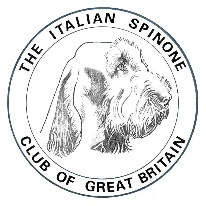 THE ITALIAN SPINONE
CLUB OF GREAT BRITAIN